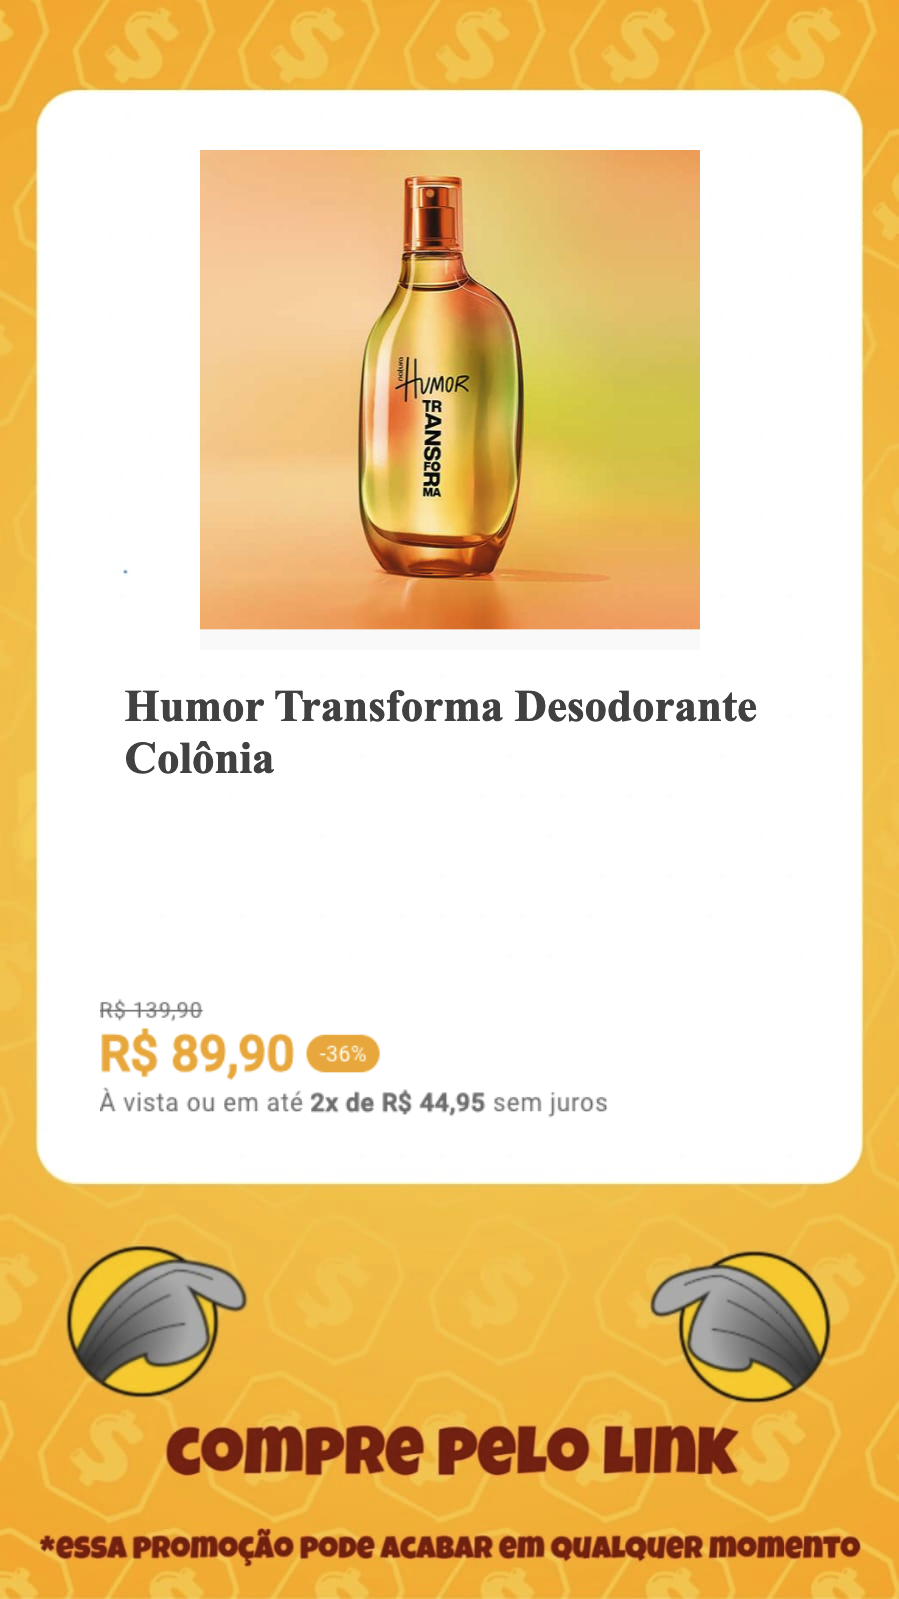 natura
HUMOR
TRANSFORMA
Humor Transforma Desodorante
Colônia
R$ 139,90
R$ 89,90 -36%
À vista ou em até 2x de R$ 44,95 sem juros
COMPRE PELO LINK
*ESSA PROMOÇÃO PODE ACABAR EM QUALQUER MOMENTO